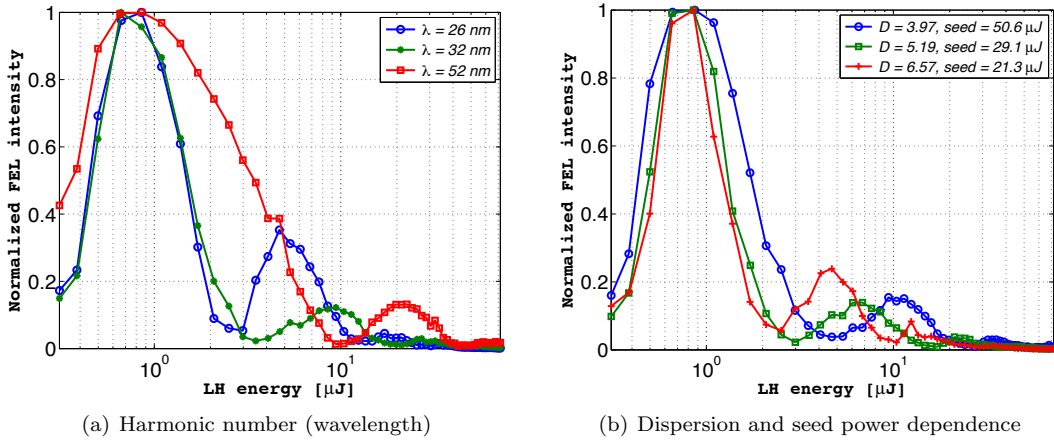 Normalized FEL intensity
1
0.8
0.6
0.4
0.2
0
10^0
10^1
LH energy [μJ]
λ = 26 nm
λ = 32 nm
λ = 52 nm
(a) Harmonic number (wavelength)
Normalized FEL intensity
1
0.8
0.6
0.4
0.2
0
10^0
10^1
LH energy [μJ]
D = 3.97, seed = 50.6 μJ
D = 5.19, seed = 29.1 μJ
D = 6.57, seed = 21.3 μJ
(b) Dispersion and seed power dependence